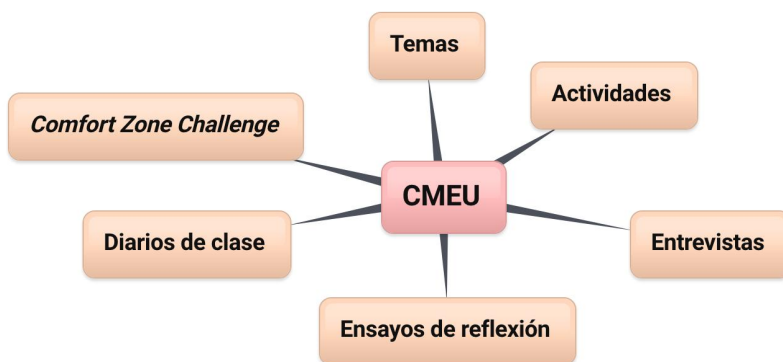 Temas
Actividades
Comfort Zone Challenge
CMEU
Diarios de clase
Entrevistas
Ensayos de reflexión